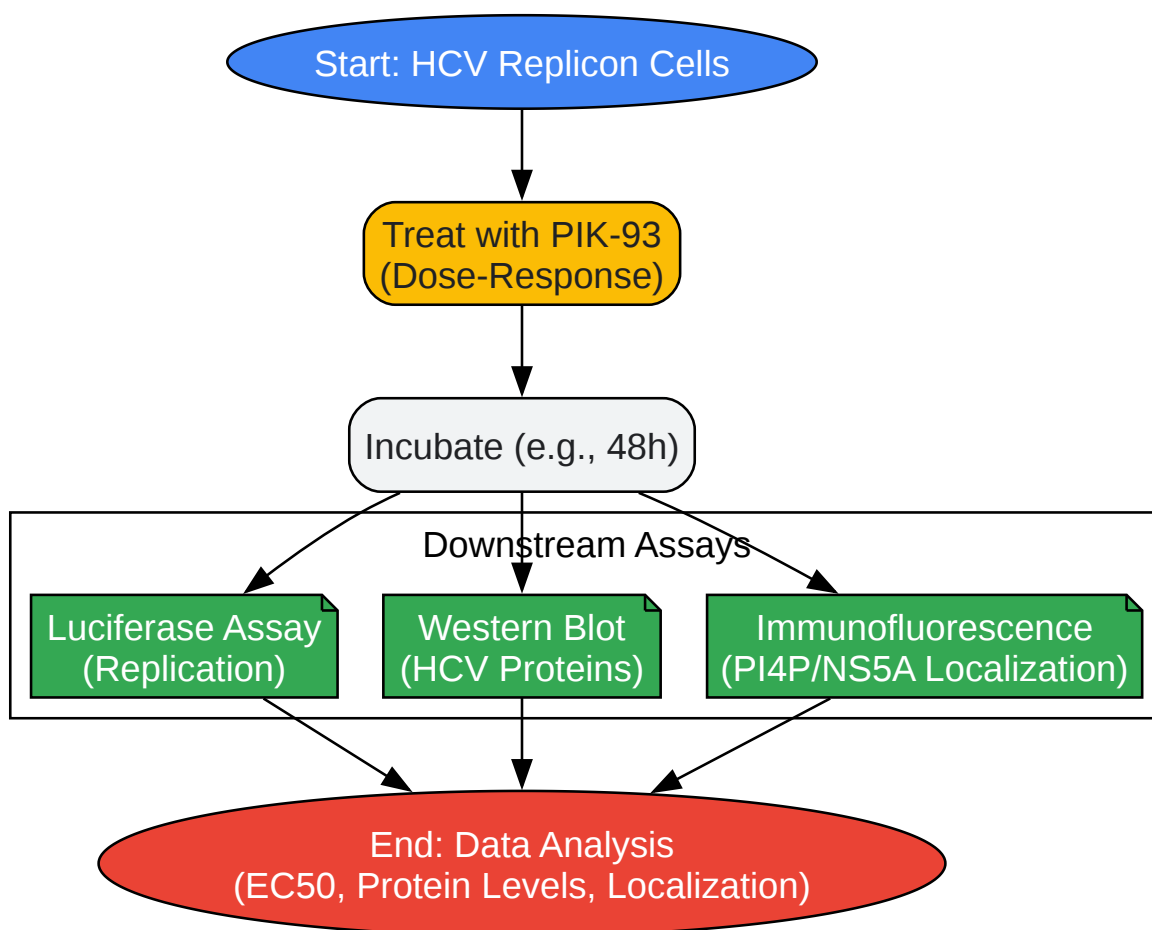 Start: HCV Replicon Cells
Treat with PIK-93
(Dose-Response)
Incubate (e.g., 48h)
Downstream Assays
Luciferase Assay
(Replication)
Western Blot
(HCV Proteins)
Immunofluorescence
(PI4P/NS5A Localization)
End: Data Analysis
(EC50, Protein Levels, Localization)